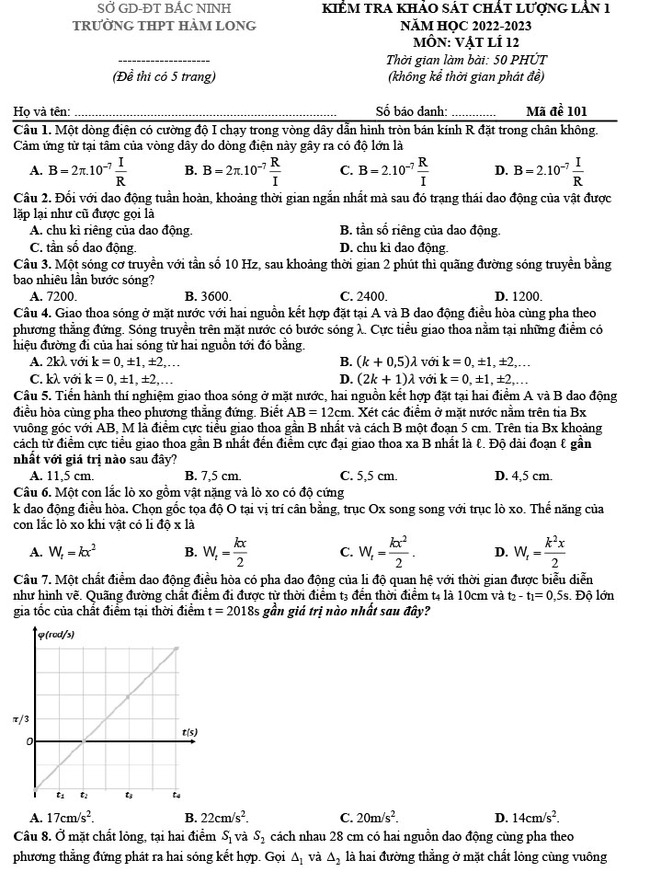 SỞ GD-ĐT BẮC NINH
TRƯỜNG THPT HÀM LONG
--------------------
(Đề thi có 5 trang)
KIỂM TRA KHẢO SÁT CHẤT LƯỢNG LẦN 1
NĂM HỌC 2022-2023
MÔN: VẬT LÍ 12
Thời gian làm bài: 50 PHÚT
(không kể thời gian phát đề)
Họ và tên: ............................................................ Số báo danh: ............. Mã đề 101
Câu 1. Một dòng điện có cường độ I chạy trong vòng dây dẫn hình tròn bán kính R đặt trong chân không.
Cảm ứng từ tại tâm của vòng dây do dòng điện này gây ra có độ lớn là
A. B = 2π.10⁻⁷ I/R B. B = 2π.10⁻⁷ R/I C. B = 2.10⁻⁷ R/I D. B = 2.10⁻⁷ I/R
Câu 2. Đối với dao động tuần hoàn, khoảng thời gian ngắn nhất mà sau đó trạng thái dao động của vật được
lặp lại như cũ được gọi là
A. chu kì riêng của dao động. B. tần số riêng của dao động.
C. tần số dao động. D. chu kì dao động.
Câu 3. Một sóng cơ truyền với tần số 10 Hz, sau khoảng thời gian 2 phút thì quãng đường sóng truyền bằng
bao nhiêu lần bước sóng?
A. 7200. B. 3600. C. 2400. D. 1200.
Câu 4. Giao thoa sóng ở mặt nước với hai nguồn kết hợp đặt tại A và B dao động điều hòa cùng pha theo
phương thẳng đứng. Sóng truyền trên mặt nước có bước sóng λ. Cực tiểu giao thoa nằm tại những điểm có
hiệu đường đi của hai sóng từ hai nguồn tới đó bằng.
A. 2kλ với k = 0, ±1, ±2,… B. (k + 0,5)λ với k = 0, ±1, ±2,…
C. kλ với k = 0, ±1, ±2,… D. (2k + 1)λ với k = 0, ±1, ±2,…
Câu 5. Tiến hành thí nghiệm giao thoa sóng ở mặt nước, hai nguồn kết hợp đặt tại hai điểm A và B dao động
điều hòa cùng pha theo phương thẳng đứng. Biết AB = 12cm. Xét các điểm ở mặt nước nằm trên tia Bx
vuông góc với AB, M là điểm cực tiểu giao thoa gần B nhất và cách B một đoạn 5 cm. Trên tia Bx khoảng
cách từ điểm cực tiểu giao thoa gần B nhất đến điểm cực đại giao thoa xa B nhất là ℓ. Độ dài đoạn ℓ gần
nhất với giá trị nào sau đây?
A. 11,5 cm. B. 7,5 cm. C. 5,5 cm. D. 4,5 cm.
Câu 6. Một con lắc lò xo gồm vật nặng và lò xo có độ cứng
k dao động điều hòa. Chọn gốc tọa độ O tại vị trí cân bằng, trục Ox song song với trục lò xo. Thế năng của
con lắc lò xo khi vật có li độ x là
A. Wₜ = kx² B. Wₜ = kx/2 C. Wₜ = kx²/2 . D. Wₜ = k²x/2
Câu 7. Một chất điểm dao động điều hòa có pha dao động của li độ quan hệ với thời gian được biểu diễn
như hình vẽ. Quãng đường chất điểm đi được từ thời điểm t₃ đến thời điểm t₄ là 10cm và t₂ - t₁= 0,5s. Độ lớn
gia tốc của chất điểm tại thời điểm t = 2018s gần giá trị nào nhất sau đây?
φ(rad/s)
π/3
t(s)
0
t₁ t₂ t₃ t₄
A. 17cm/s². B. 22cm/s². C. 20m/s². D. 14cm/s².
Câu 8. Ở mặt chất lỏng, tại hai điểm S₁ và S₂ cách nhau 28 cm có hai nguồn dao động cùng pha theo
phương thẳng đứng phát ra hai sóng kết hợp. Gọi Δ₁ và Δ₂ là hai đường thẳng ở mặt chất lỏng cùng vuông